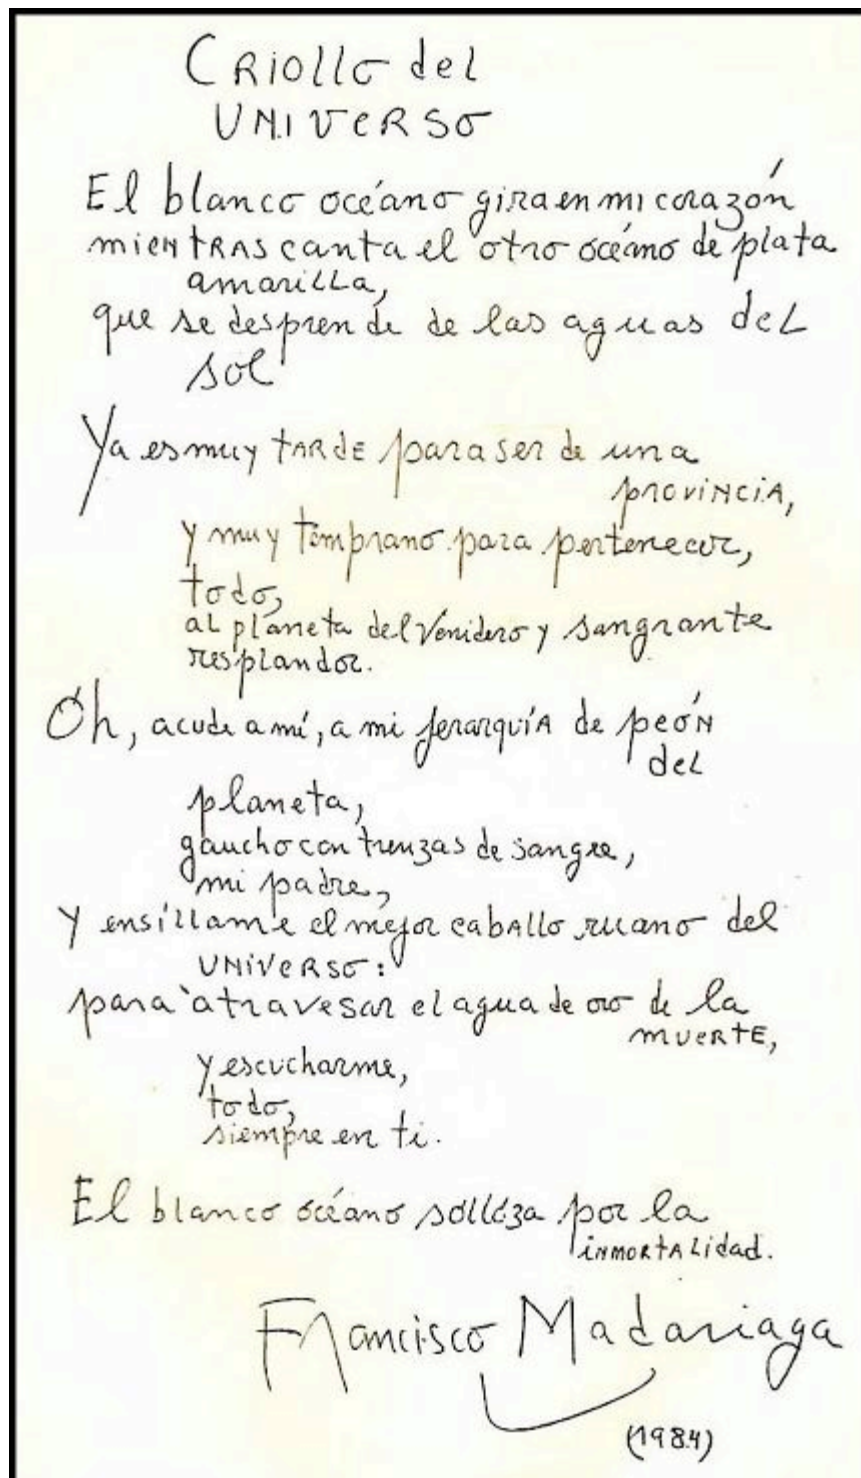 Criollo del
Universo
El blanco océano gira en mi corazón
mientras canta el otro océano de plata
amarilla,
que se desprende de las aguas del
sol
Ya es muy tarde para ser de una
provincia,
y muy temprano para pertenecer,
todo,
al planeta del venidero y sangrante
resplandor.
Oh, acude a mí, a mi jerarquía de peón
del
planeta,
gaucho con trenzas de sangre,
mi padre,
y ensíllame el mejor caballo ruano del
universo:
para atravesar el agua de oro de la
muerte,
y escucharme,
todo,
siempre en ti.
El blanco océano solloza por la
inmortalidad.
Francisco Madariaga
(1984)